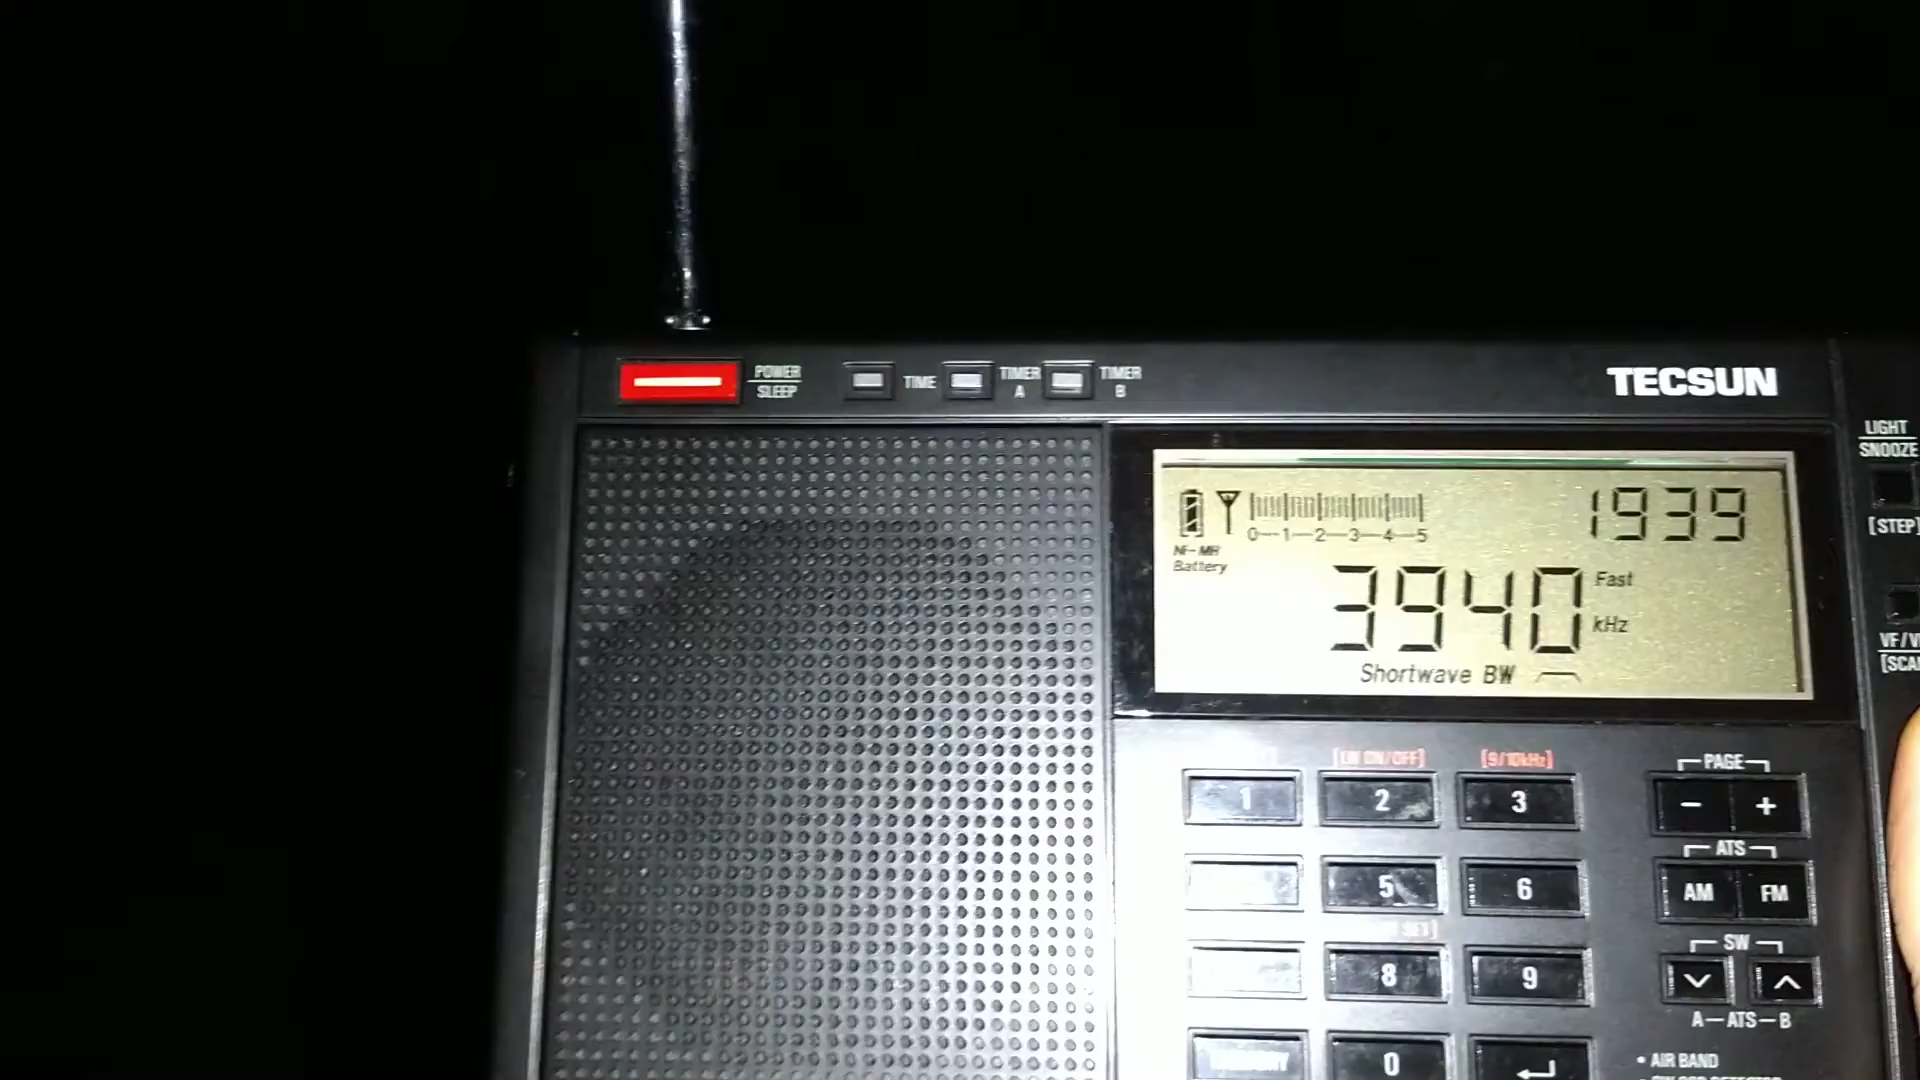 POWER
SLEEP
TIME
TIMER
A
TIMER
B
TECSUN
LIGHT
SNOOZE
[STEP]
1939
0-1-2-3-4-5
Ni-MH
Battery
3940
Fast
kHz
Shortwave BW
[9/10kHz]
PAGE
1
2
3
- +
ATS
5
6
AM
FM
SW
8
9
A-ATS-B
0
• AIR BAND